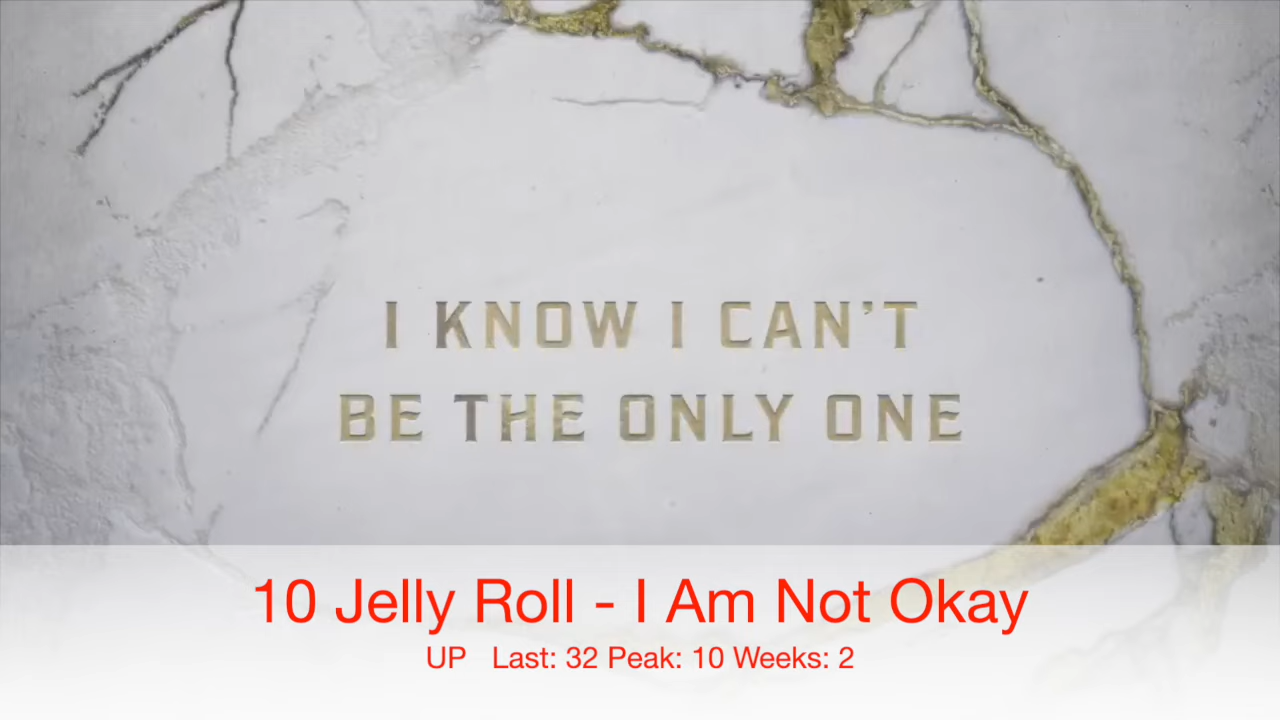 I KNOW I CAN'T
BE THE ONLY ONE
10 Jelly Roll - I Am Not Okay
UP Last: 32 Peak: 10 Weeks: 2